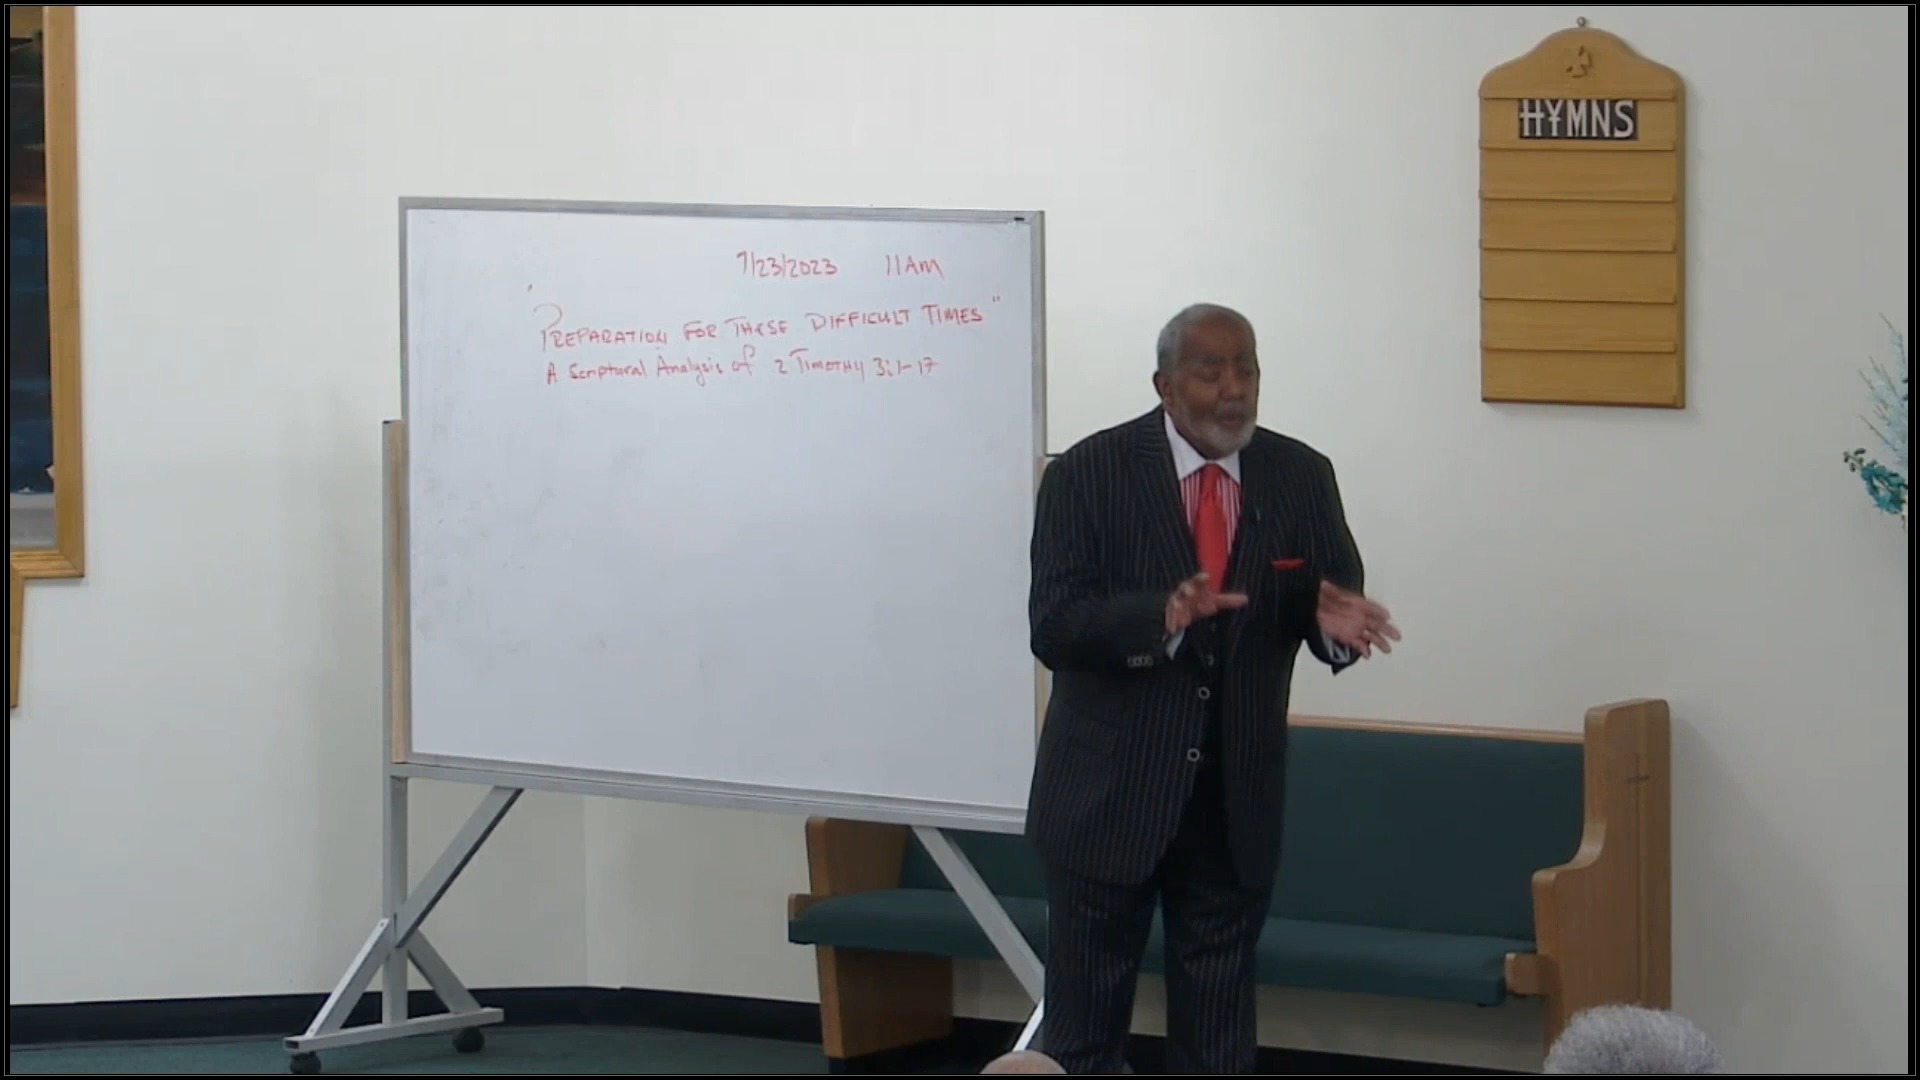 7/23/2023 11AM
"PREPARATION FOR THESE DIFFICULT TIMES"
A Scriptural Analysis of 2 TIMOTHY 3:1-17
HYMNS